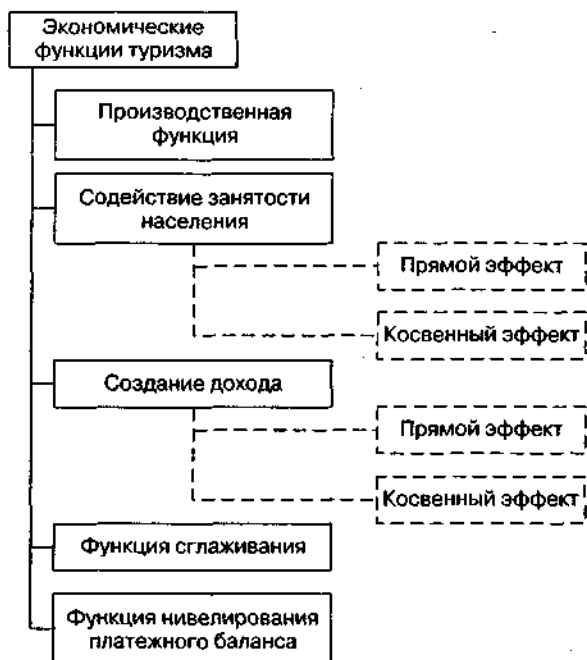 Экономические
функции туризма
Производственная
функция
Содействие занятости
населения
Прямой эффект
Косвенный эффект
Создание дохода
Прямой эффект
Косвенный эффект
Функция сглаживания
Функция нивелирования
платежного баланса